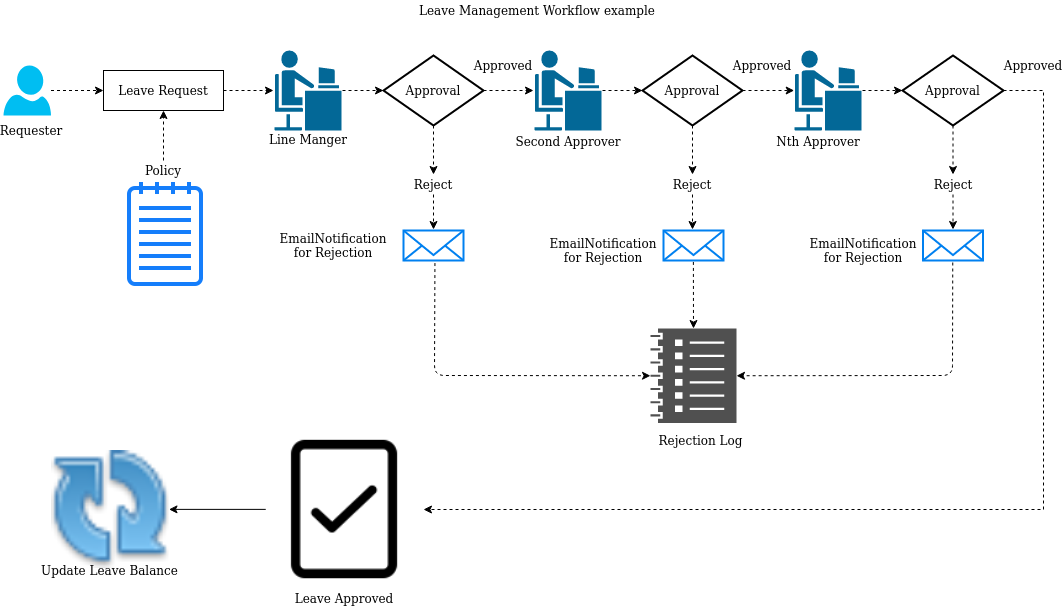 Leave Management Workflow example
Approved
Approved
Approved
Leave Request
Approval
Approval
Approval
Requester
Line Manger
Second Approver
Nth Approver
Policy
Reject
Reject
Reject
EmailNotification
for Rejection
EmailNotification
for Rejection
EmailNotification
for Rejection
Rejection Log
Update Leave Balance
Leave Approved